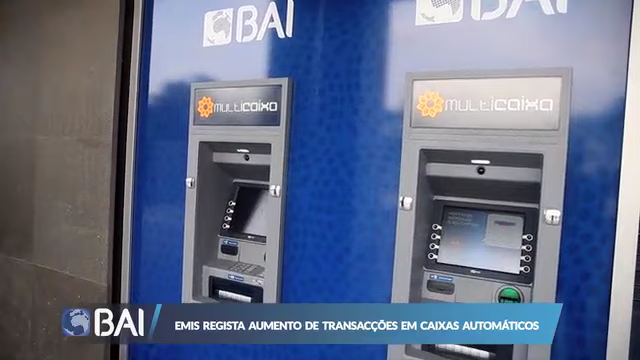 BAI
BAI
MULTICAIXA
MULTICAIXA
BAI
EMIS REGISTA AUMENTO DE TRANSACÇÕES EM CAIXAS AUTOMÁTICOS